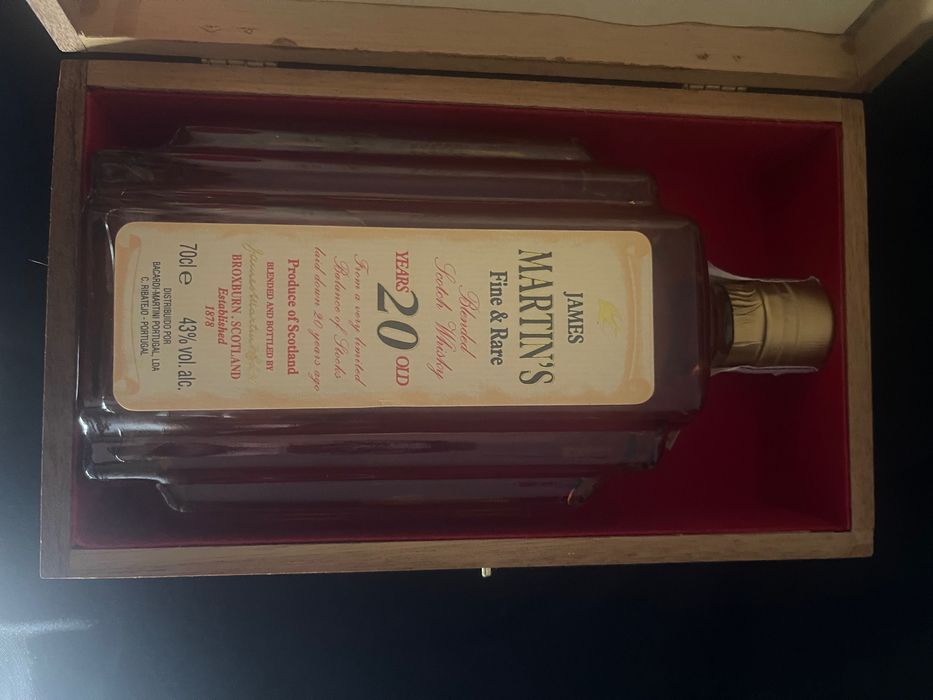 JAMES
MARTIN'S
Fine & Rare
Blended
Scotch Whisky
YEARS 20 OLD
From a very limited
Balance of Stocks
laid down 20 years ago
Produce of Scotland
BLENDED AND BOTTLED BY
BROXBURN, SCOTLAND
Established
1878
70cl e 43% vol. alc.
DISTRIBUIDO POR
BACARDI-MARTINI PORTUGAL, LDA
C. RIBATEJO - PORTUGAL